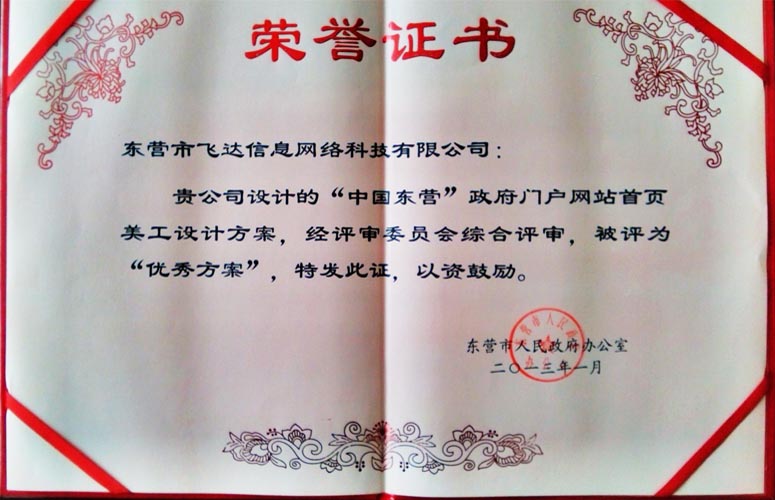 荣誉证书
东营市飞达信息网络科技有限公司：
贵公司设计的“中国东营”政府门户网站首页
美工设计方案，经评审委员会综合评审，被评为
“优秀方案”，特发此证，以资鼓励。
东营市人民政府办公室
二〇一三年一月